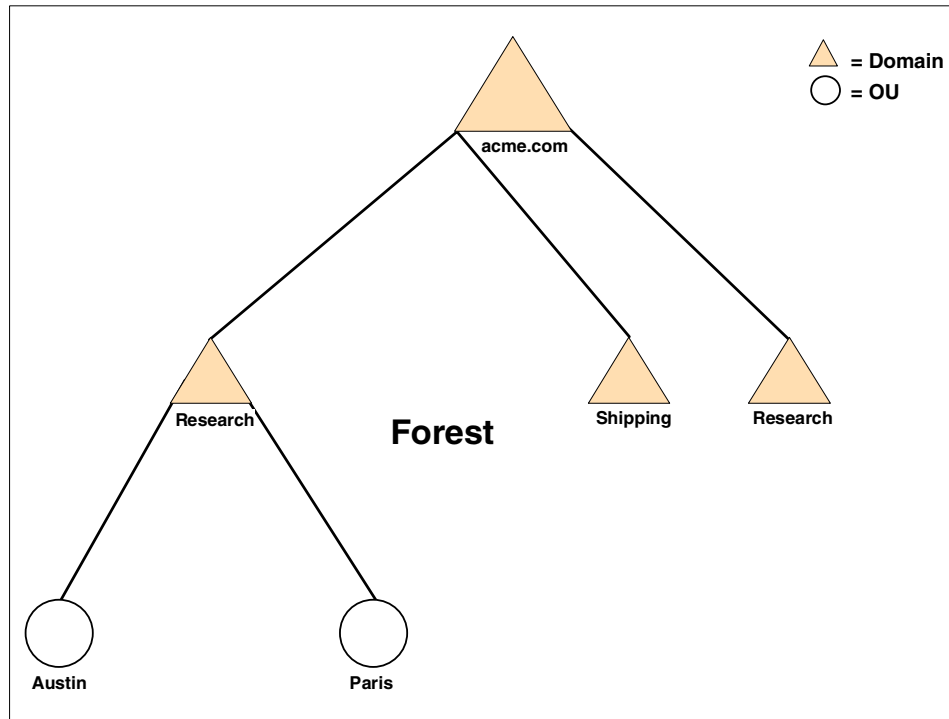 = Domain
= OU
acme.com
Research
Shipping
Research
Forest
Austin
Paris